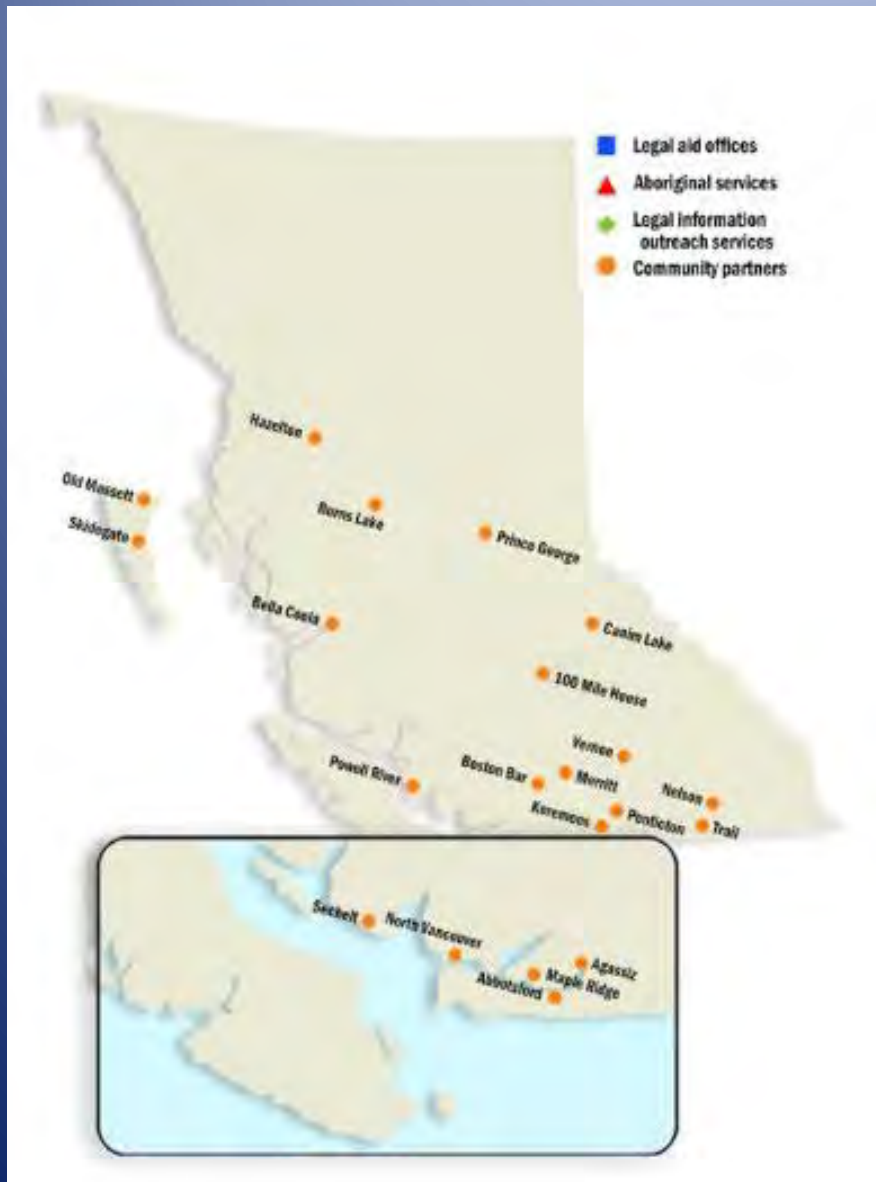 Legal aid offices
Aboriginal services
Legal information
outreach services
Community partners
Hazelton
Old Massett
Skidegate
Burns Lake
Prince George
Bella Coola
Canim Lake
100 Mile House
Vernon
Powell River
Boston Bar
Merritt
Nelson
Keremeos
Penticton
Trail
Sechelt
North Vancouver
Agassiz
Maple Ridge
Abbotsford